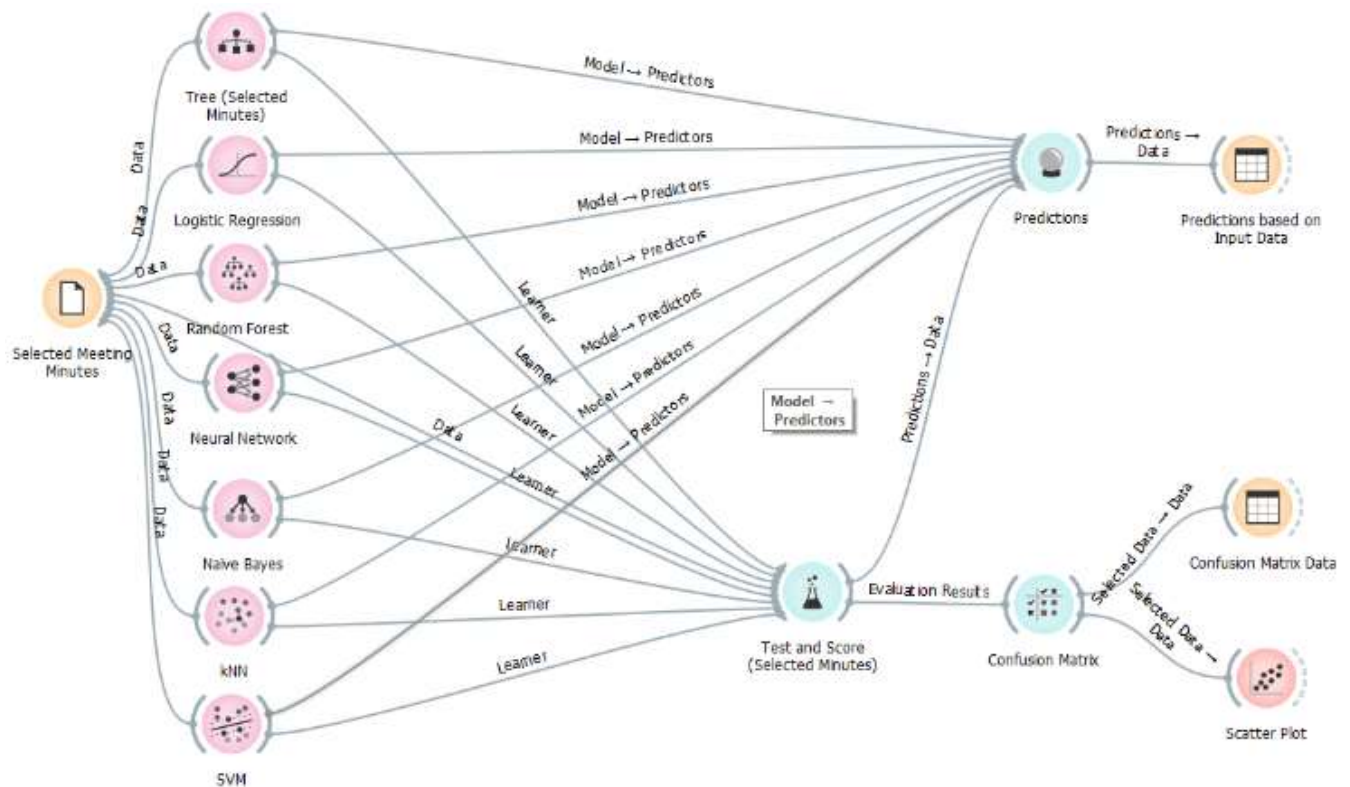 Tree (Selected
Minutes)
Logistic Regression
Random Forest
Selected Meeting
Minutes
Neural Network
Naive Bayes
kNN
SVM
Data
Data
Data
Data
Data
Data
Data
Data
Model → Predictors
Model → Predictors
Model → Predictors
Model → Predictors
Model → Predictors
Model → Predictors
Model → Predictors
Learner
Learner
Learner
Learner
Learner
Learner
Learner
Model →
Predictors
Predictions
Predictions →
Data
Predictions based on
Input Data
Predictions → Data
Test and Score
(Selected Minutes)
Evaluation Results
Confusion Matrix
Selected Data → Data
Selected Data →
Data
Confusion Matrix Data
Scatter Plot